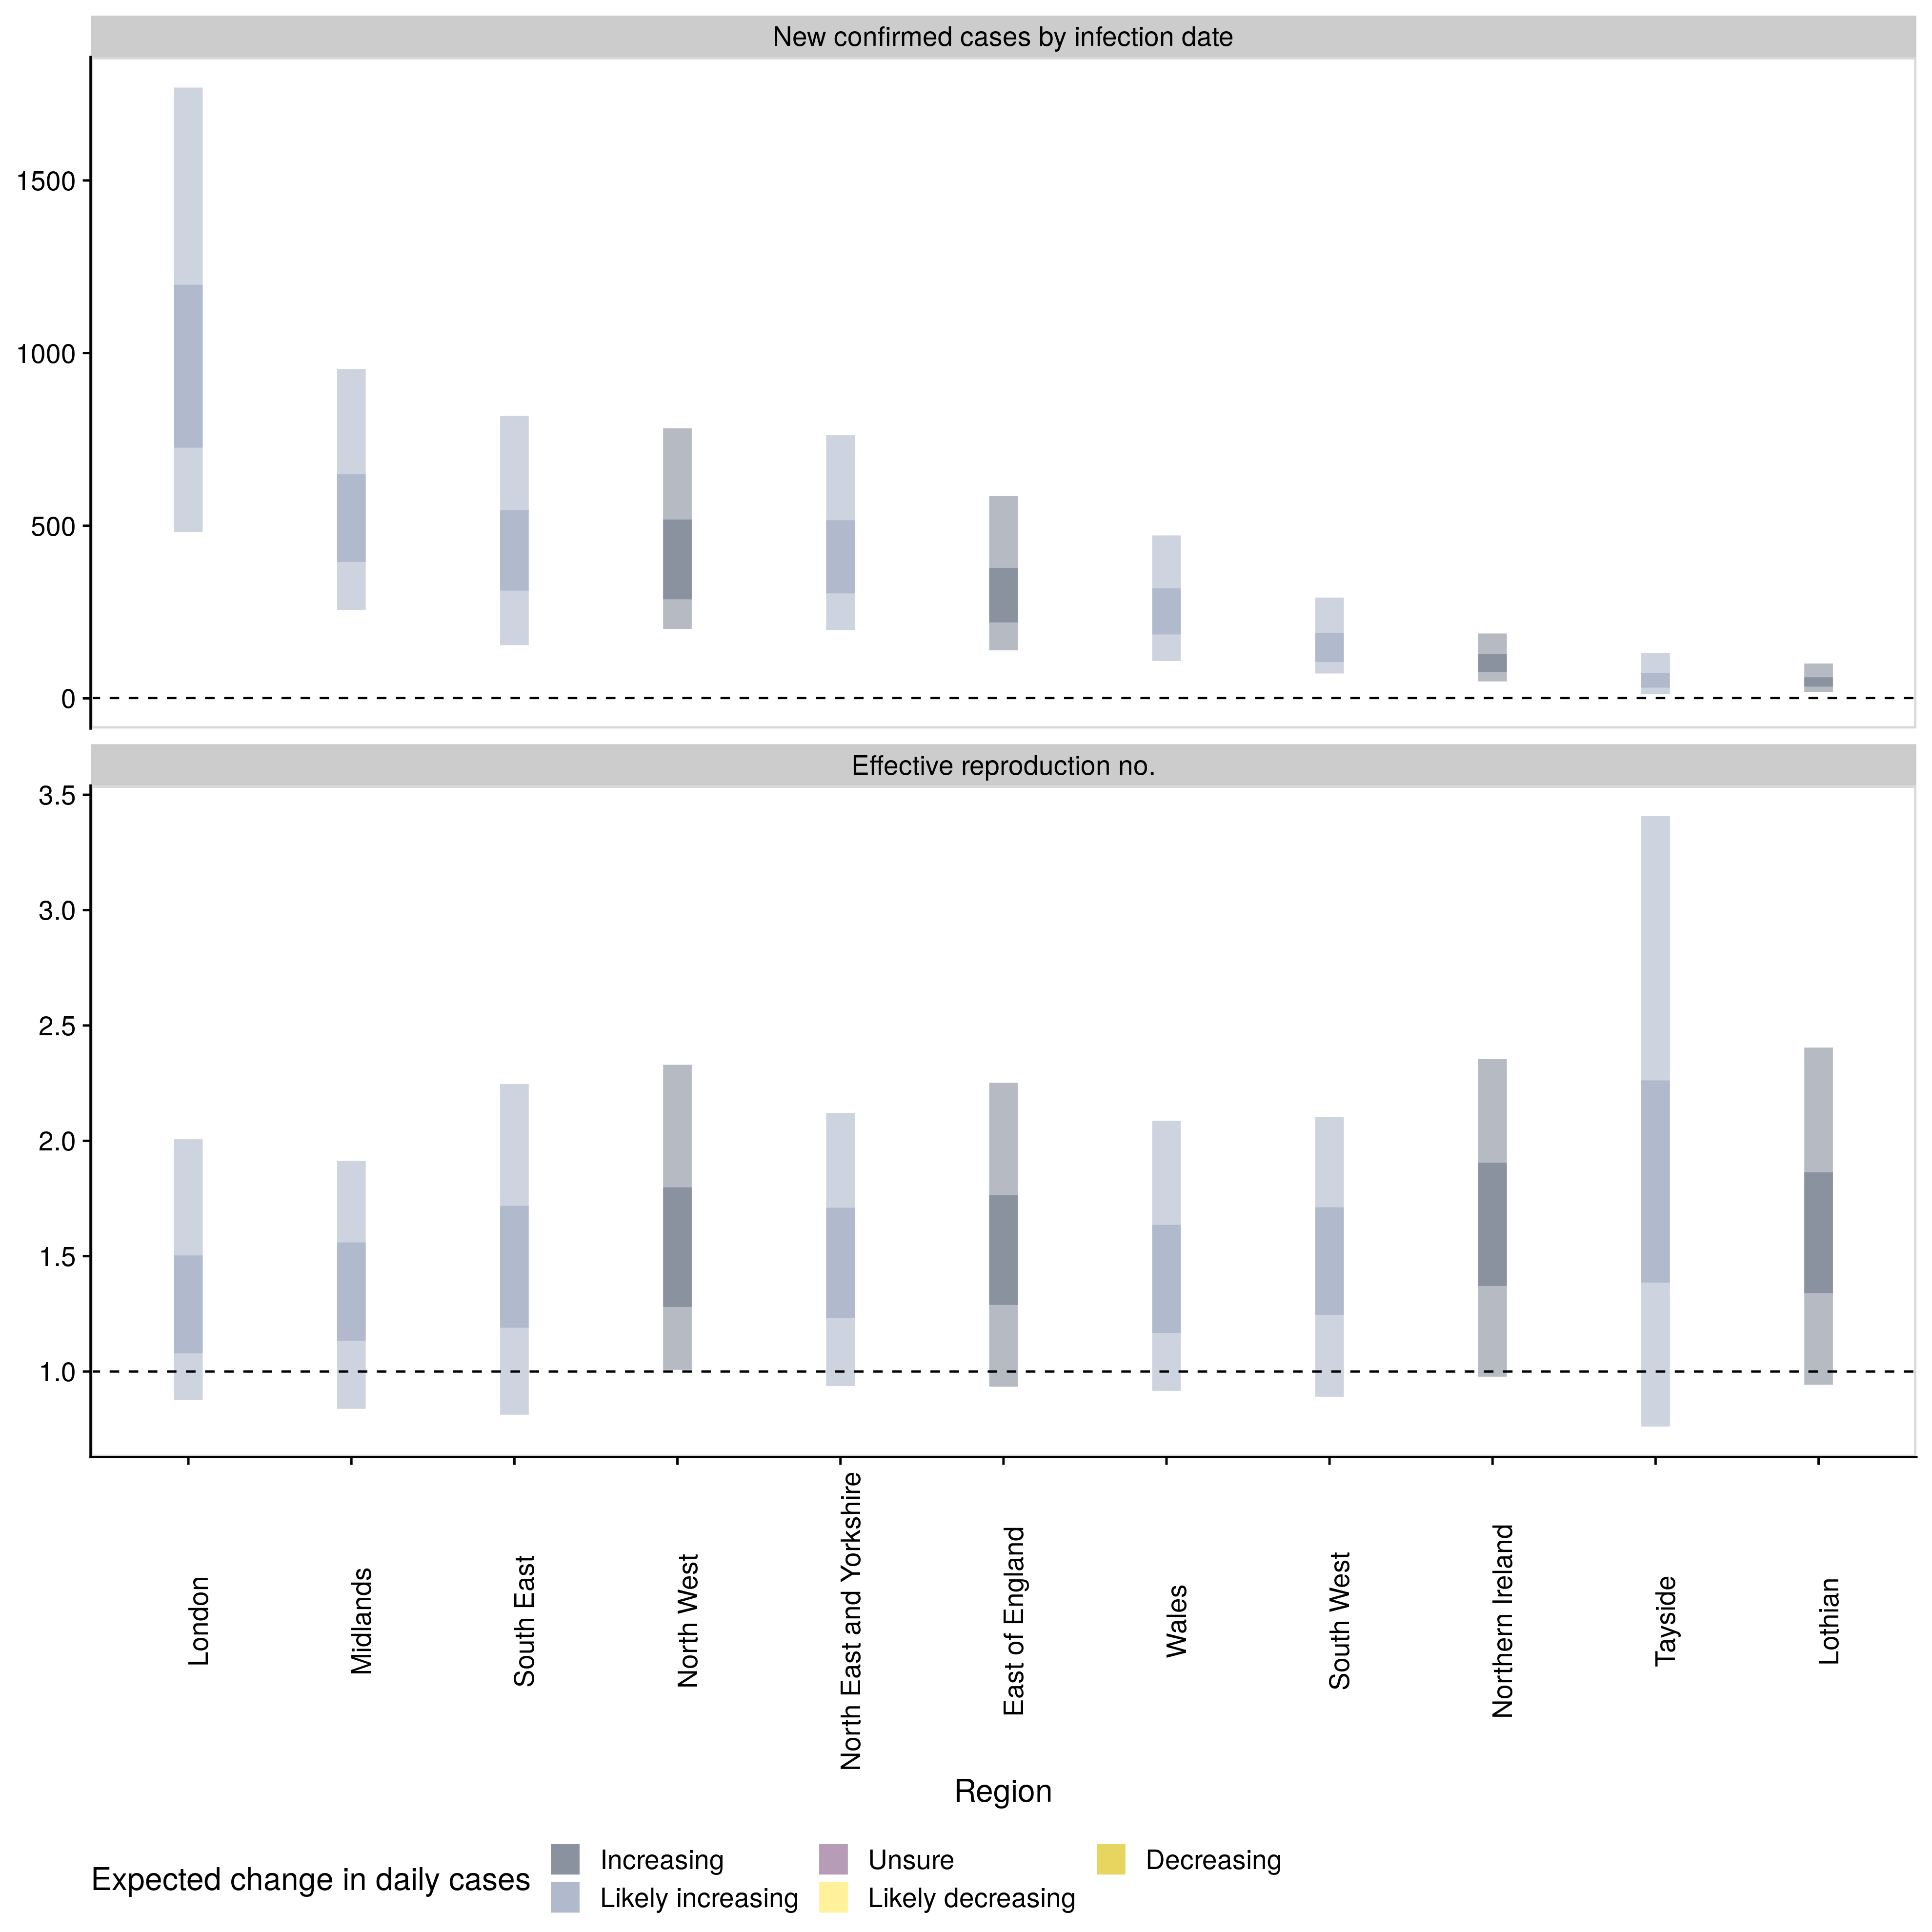 New confirmed cases by infection date
1500
1000
500
0
Effective reproduction no.
3.5
3.0
2.5
2.0
1.5
1.0
London
Midlands
South East
North West
North East and Yorkshire
East of England
Wales
South West
Northern Ireland
Tayside
Lothian
Region
Expected change in daily cases
Increasing
Unsure
Decreasing
Likely increasing
Likely decreasing